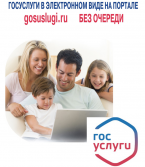 ГОСУСЛУГИ В ЭЛЕКТРОННОМ ВИДЕ НА ПОРТАЛЕ
gosuslugi.ru БЕЗ ОЧЕРЕДИ
гос
услуги